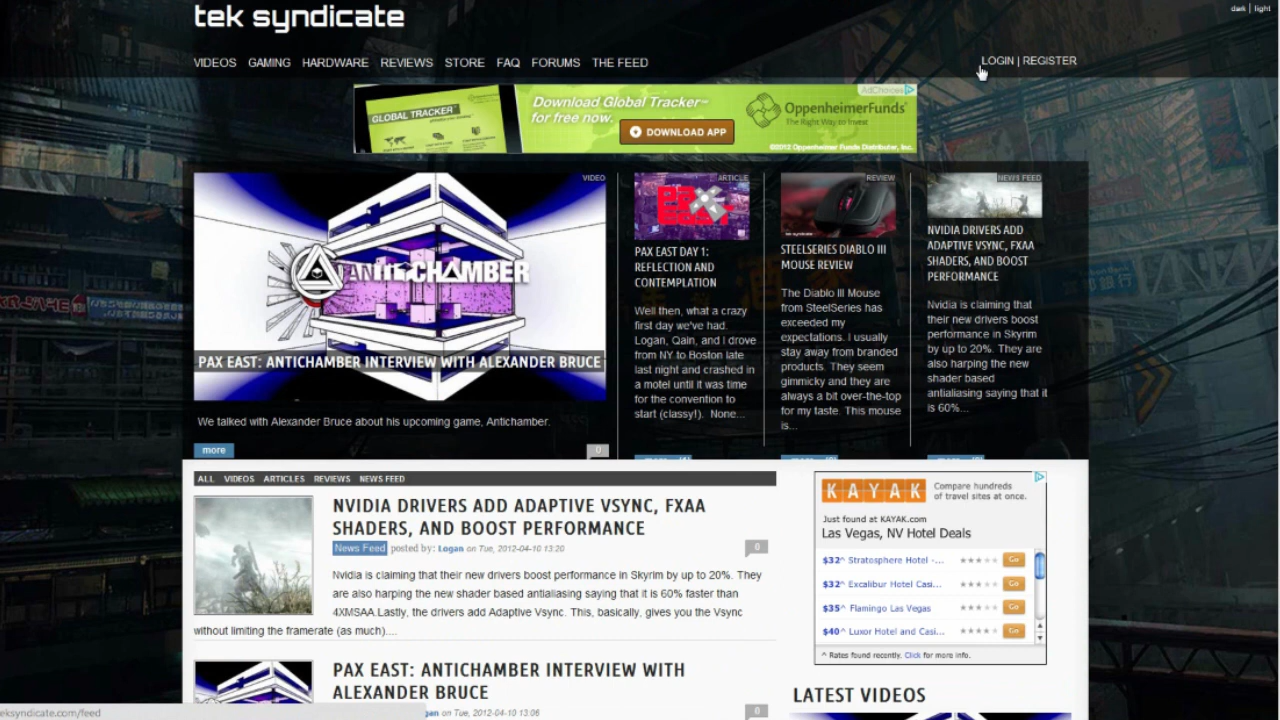 dark | light
tek syndicate
VIDEOS GAMING HARDWARE REVIEWS STORE FAQ FORUMS THE FEED
LOGIN | REGISTER
AdChoices
GLOBAL TRACKER
Download Global Tracker
for free now.
DOWNLOAD APP
OppenheimerFunds
The Right Way to Invest
©2012 Oppenheimer Funds Distributor, Inc.
VIDEO
ANTICHAMBER
PAX EAST: ANTICHAMBER INTERVIEW WITH ALEXANDER BRUCE
We talked with Alexander Bruce about his upcoming game, Antichamber.
more
0
ARTICLE
PAX EAST DAY 1:
REFLECTION AND
CONTEMPLATION
Well then, what a crazy
first day we've had.
Logan, Qain, and I drove
from NY to Boston late
last night and crashed in
a motel until it was time
for the convention to
start (classy!). None...
REVIEW
STEELSERIES DIABLO III
MOUSE REVIEW
The Diablo III Mouse
from SteelSeries has
exceeded my
expectations. I usually
stay away from branded
products. They seem
gimmicky and they are
always a bit over-the-top
for my taste. This mouse
is...
NEWS FEED
NVIDIA DRIVERS ADD
ADAPTIVE VSYNC, FXAA
SHADERS, AND BOOST
PERFORMANCE
Nvidia is claiming that
their new drivers boost
performance in Skyrim
by up to 20%. They are
also harping the new
shader based
antialiasing saying that it
is 60%...
ALL VIDEOS ARTICLES REVIEWS NEWS FEED
NVIDIA DRIVERS ADD ADAPTIVE VSYNC, FXAA
SHADERS, AND BOOST PERFORMANCE
News Feed posted by: Logan on Tue, 2012-04-10 13:20
0
Nvidia is claiming that their new drivers boost performance in Skyrim by up to 20%. They
are also harping the new shader based antialiasing saying that it is 60% faster than
4XMSAA.Lastly, the drivers add Adaptive Vsync. This, basically, gives you the Vsync
without limiting the framerate (as much)....
PAX EAST: ANTICHAMBER INTERVIEW WITH
ALEXANDER BRUCE
gan on Tue, 2012-04-10 13:06
0
eksyndicate.com/feed
KAYAK
Compare hundreds
of travel sites at once.
Just found at KAYAK.com
Las Vegas, NV Hotel Deals
$32^ Stratosphere Hotel -... Go
$32^ Excalibur Hotel Casi... Go
$35^ Flamingo Las Vegas Go
$40^ Luxor Hotel and Casi... Go
^ Rates found recently. Click for more info.
LATEST VIDEOS